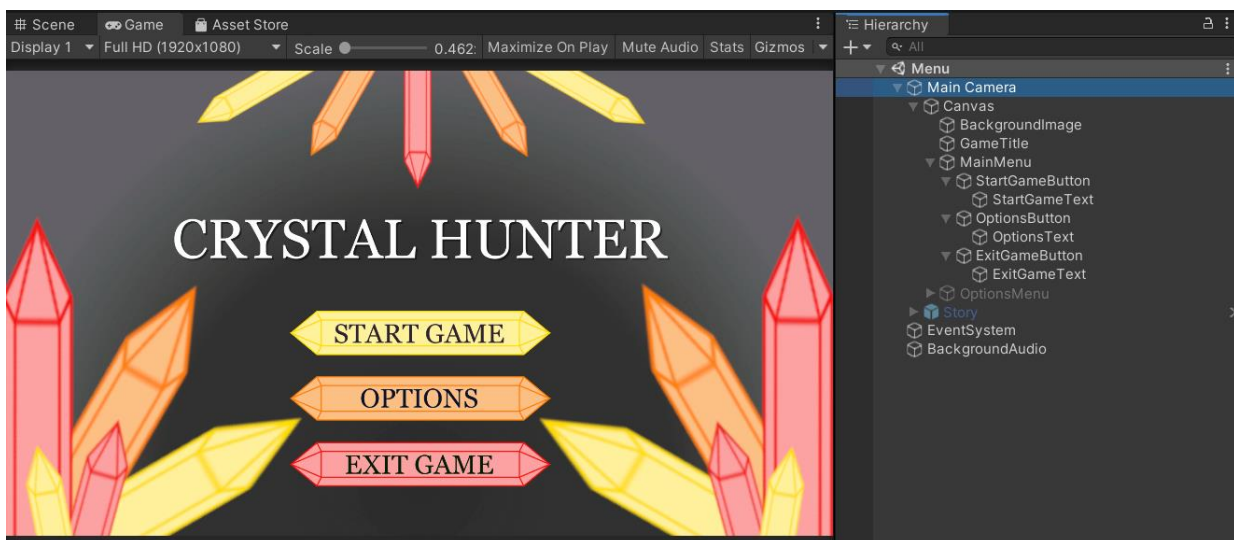 Scene Game Asset Store
Display 1 Full HD (1920x1080) Scale 0.462: Maximize On Play Mute Audio Stats Gizmos
CRYSTAL HUNTER
START GAME
OPTIONS
EXIT GAME
Hierarchy
All
Menu
Main Camera
Canvas
BackgroundImage
GameTitle
MainMenu
StartGameButton
StartGameText
OptionsButton
OptionsText
ExitGameButton
ExitGameText
OptionsMenu
Story
EventSystem
BackgroundAudio